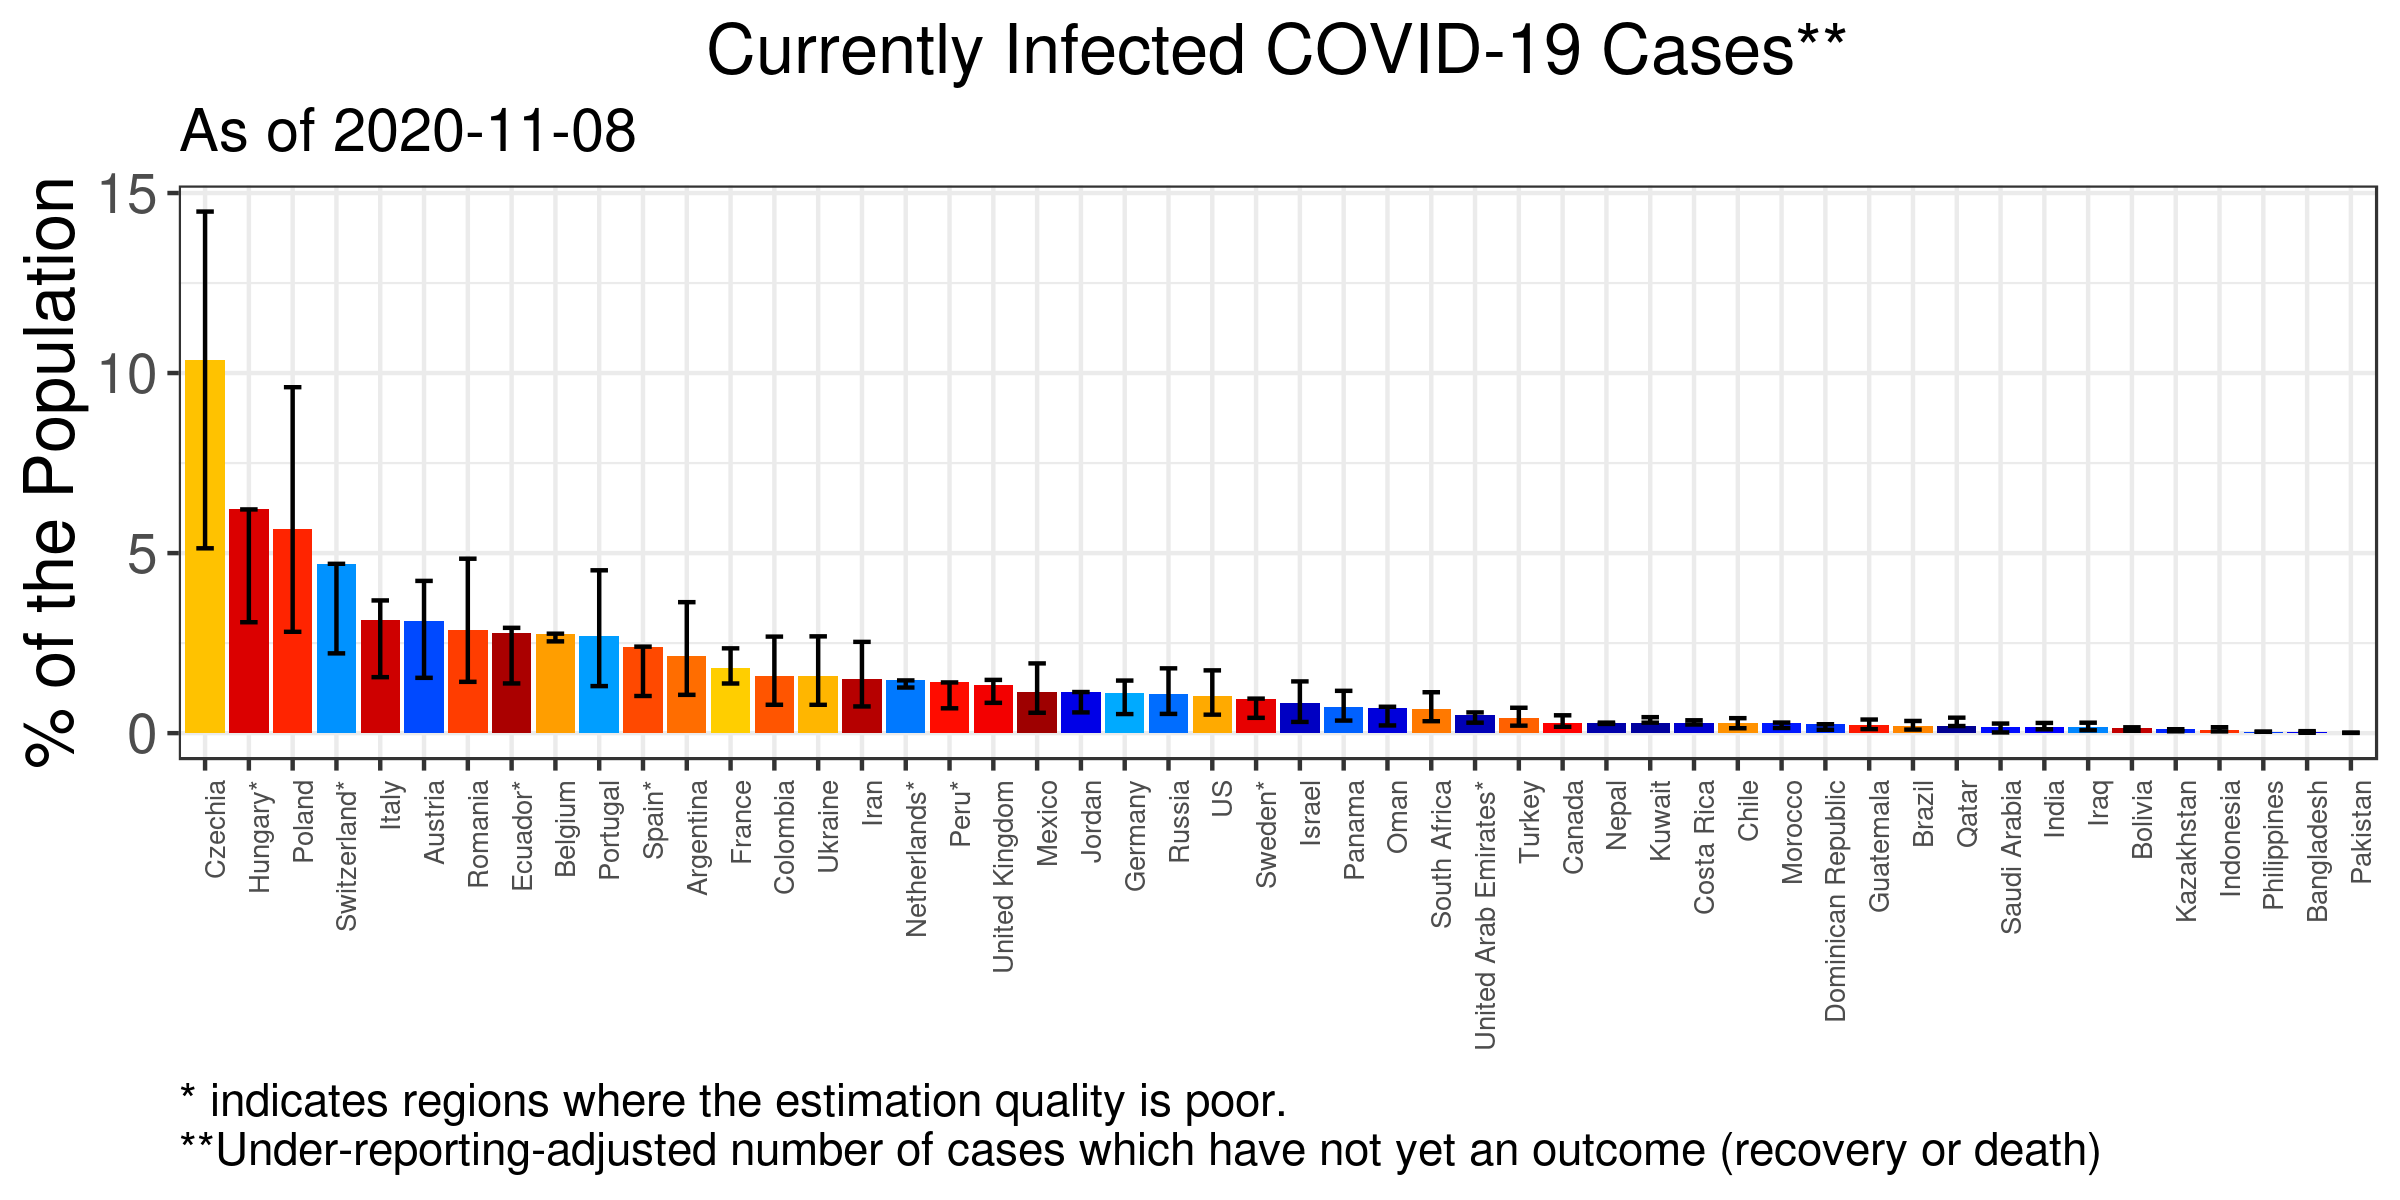 Currently Infected COVID-19 Cases**
As of 2020-11-08
% of the Population
15
10
5
0
Czechia
Hungary*
Poland
Switzerland*
Italy
Austria
Romania
Ecuador*
Belgium
Portugal
Spain*
Argentina
France
Colombia
Ukraine
Iran
Netherlands*
Peru*
United Kingdom
Mexico
Jordan
Germany
Russia
US
Sweden*
Israel
Panama
Oman
South Africa
United Arab Emirates*
Turkey
Canada
Nepal
Kuwait
Costa Rica
Chile
Morocco
Dominican Republic
Guatemala
Brazil
Qatar
Saudi Arabia
India
Iraq
Bolivia
Kazakhstan
Indonesia
Philippines
Bangladesh
Pakistan
* indicates regions where the estimation quality is poor.
**Under-reporting-adjusted number of cases which have not yet an outcome (recovery or death)